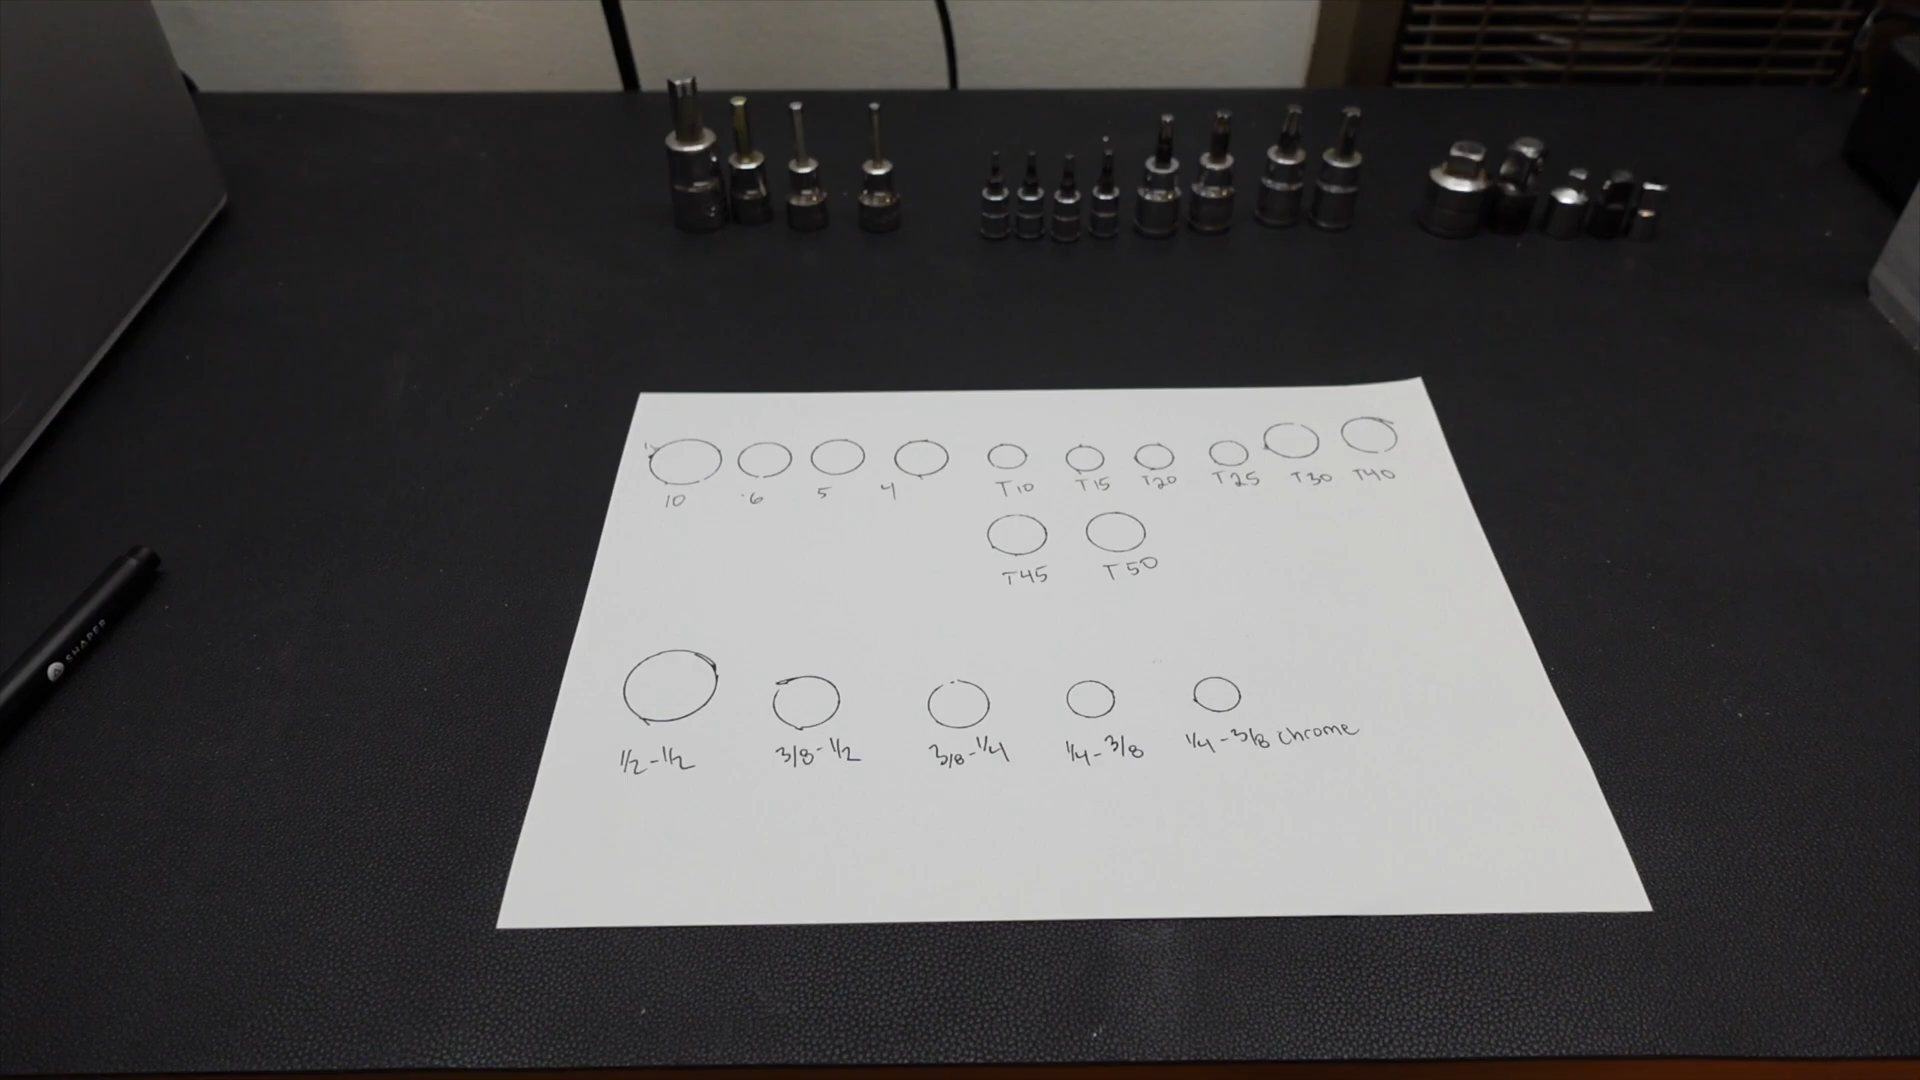 10 6 5 4 T10 T15 T20 T25 T30 T40
T45 T50
1/2-1/2 3/8-1/2 3/8-1/4 1/4-3/8 1/4-3/8 chrome
SHAPER